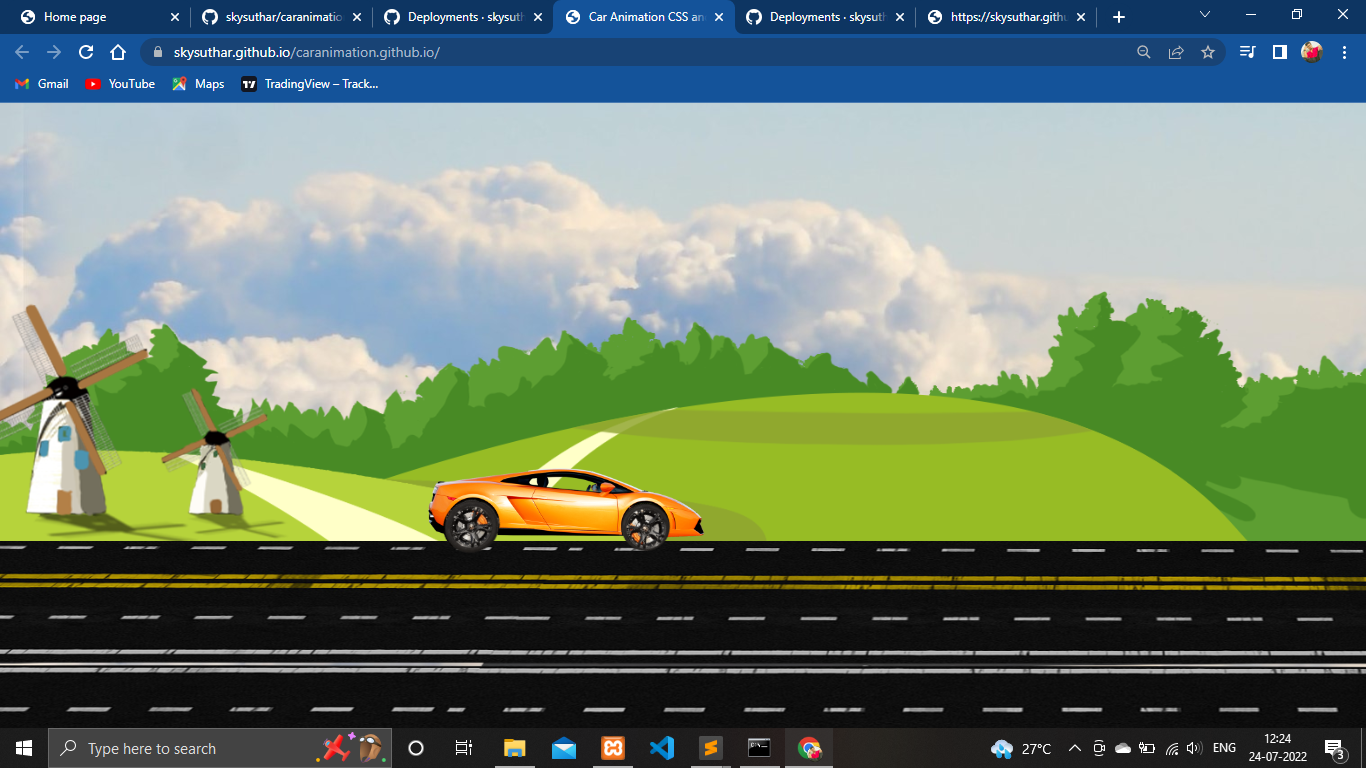 Home page
skysuthar/caranimatio
Deployments · skysuth
Car Animation CSS an
Deployments · skysuth
https://skysuthar.githu
skysuthar.github.io/caranimation.github.io/
Gmail
YouTube
Maps
TradingView – Track...
Type here to search
27°C
ENG
12:24
24-07-2022
3